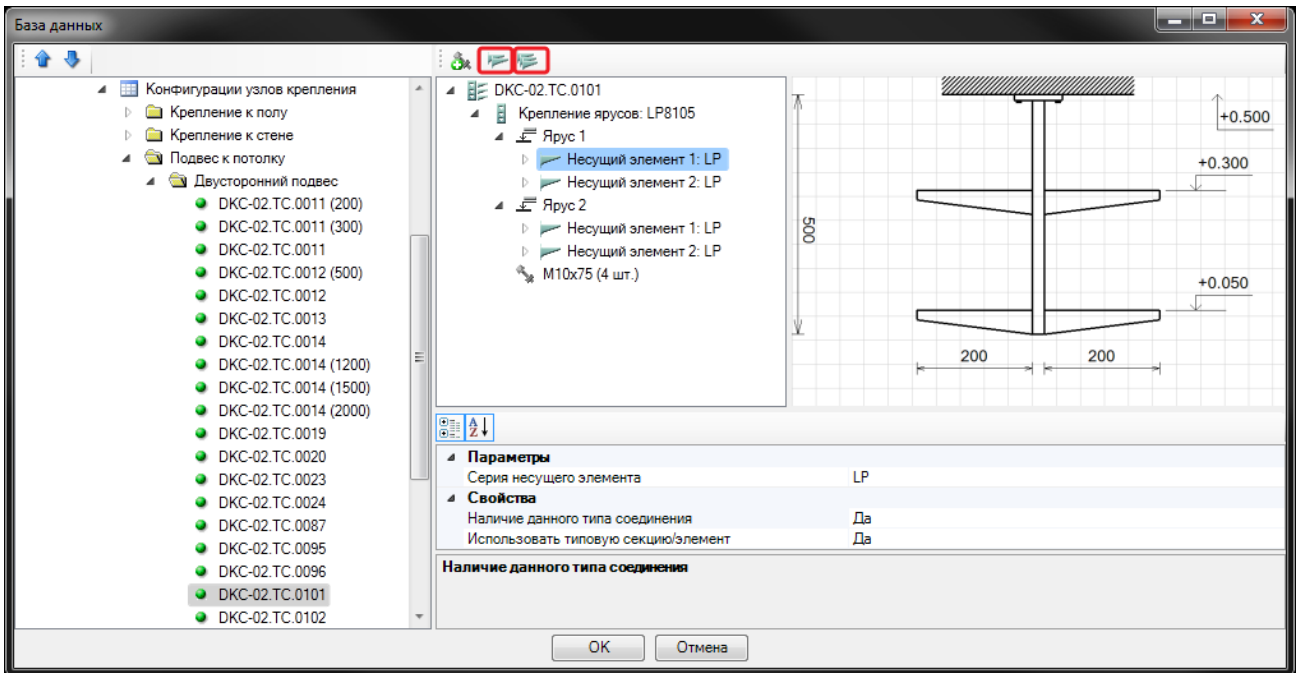 База данных
Конфигурации узлов крепления
Крепление к полу
Крепление к стене
Подвес к потолку
Двусторонний подвес
DKC-02.TC.0011 (200)
DKC-02.TC.0011 (300)
DKC-02.TC.0011
DKC-02.TC.0012 (500)
DKC-02.TC.0012
DKC-02.TC.0013
DKC-02.TC.0014
DKC-02.TC.0014 (1200)
DKC-02.TC.0014 (1500)
DKC-02.TC.0014 (2000)
DKC-02.TC.0019
DKC-02.TC.0020
DKC-02.TC.0023
DKC-02.TC.0024
DKC-02.TC.0087
DKC-02.TC.0095
DKC-02.TC.0096
DKC-02.TC.0101
DKC-02.TC.0102
DKC-02.TC.0101
Крепление ярусов: LP8105
Ярус 1
Несущий элемент 1: LP
Несущий элемент 2: LP
Ярус 2
Несущий элемент 1: LP
Несущий элемент 2: LP
M10x75 (4 шт.)
+0.500
+0.300
500
+0.050
200 200
Параметры
Серия несущего элемента LP
Свойства
Наличие данного типа соединения Да
Использовать типовую секцию/элемент Да
Наличие данного типа соединения
OK Отмена